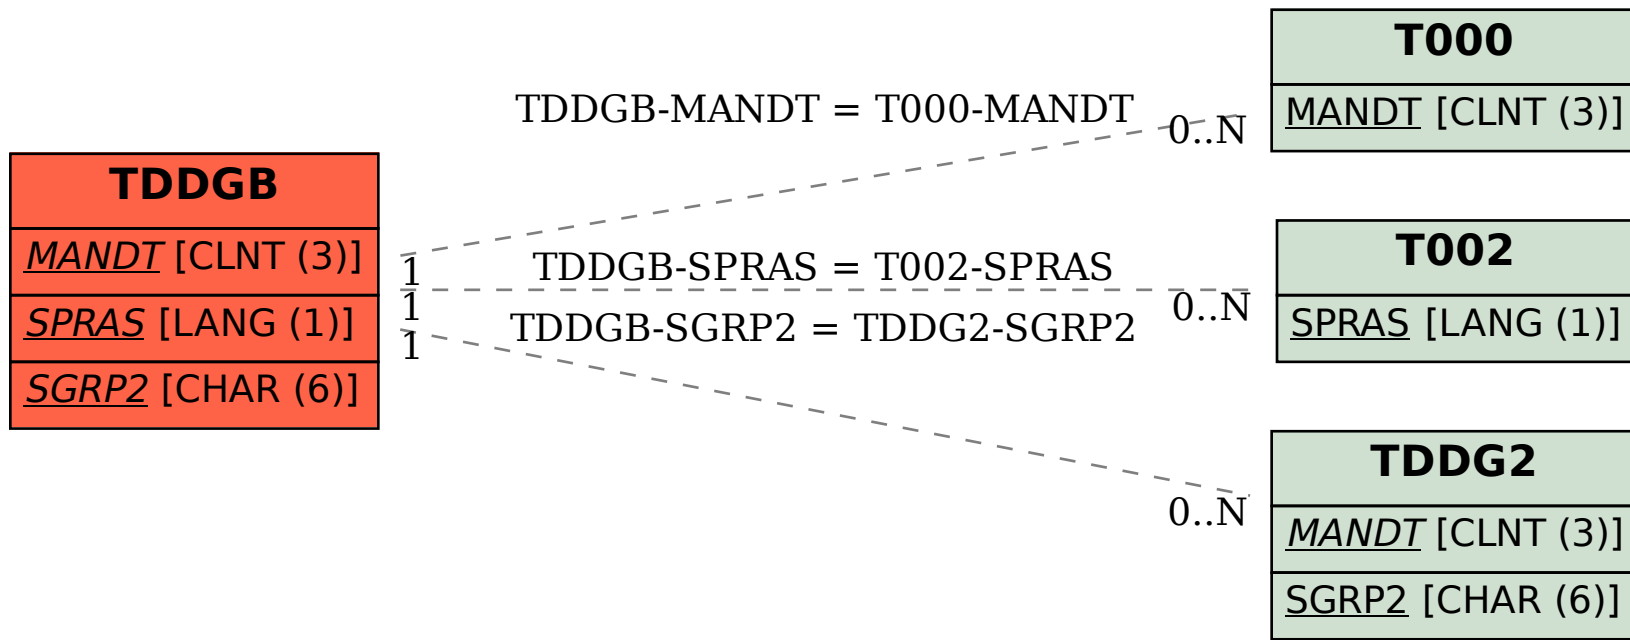 TDDGB
MANDT [CLNT (3)]
SPRAS [LANG (1)]
SGRP2 [CHAR (6)]
TDDGB-MANDT = T000-MANDT
0..N
1
TDDGB-SPRAS = T002-SPRAS
0..N
1
TDDGB-SGRP2 = TDDG2-SGRP2
1
0..N
T000
MANDT [CLNT (3)]
T002
SPRAS [LANG (1)]
TDDG2
MANDT [CLNT (3)]
SGRP2 [CHAR (6)]